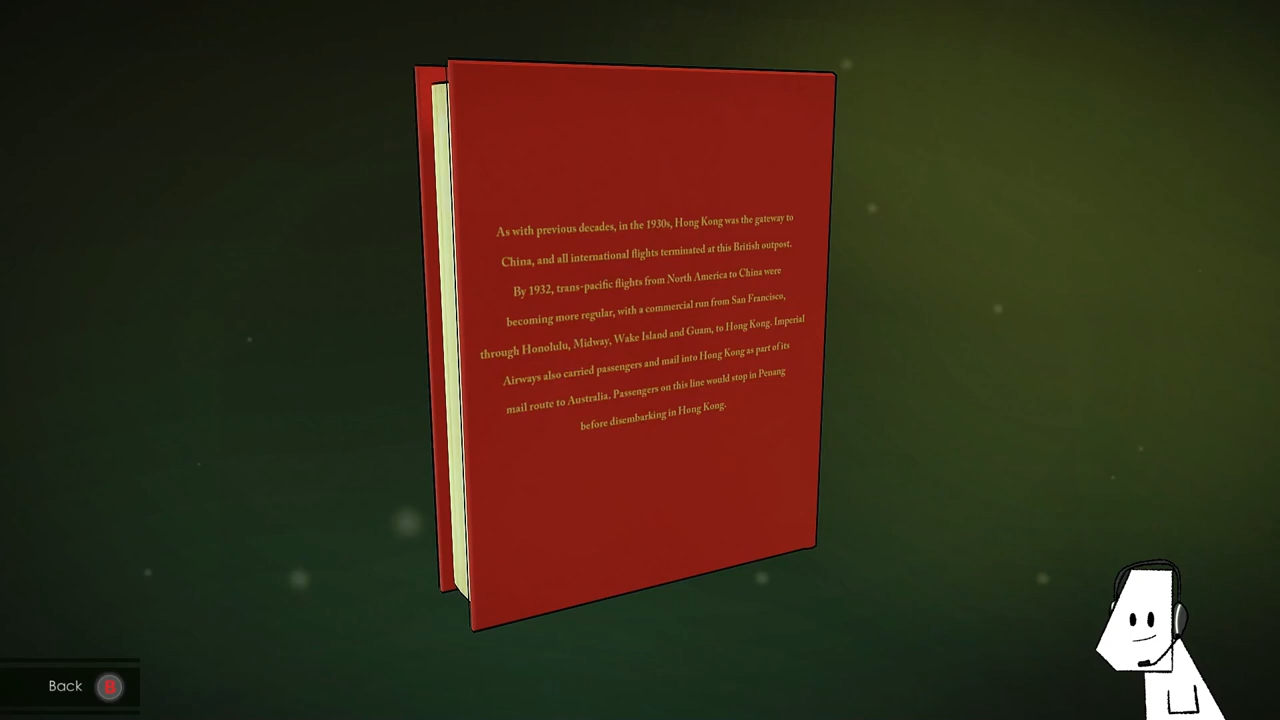 As with previous decades, in the 1930s, Hong Kong was the gateway to
China, and all international flights terminated at this British outpost.
By 1932, trans-pacific flights from North America to China were
becoming more regular, with a commercial run from San Francisco,
through Honolulu, Midway, Wake Island and Guam, to Hong Kong. Imperial
Airways also carried passengers and mail into Hong Kong as part of its
mail route to Australia. Passengers on this line would stop in Penang
before disembarking in Hong Kong.
Back B